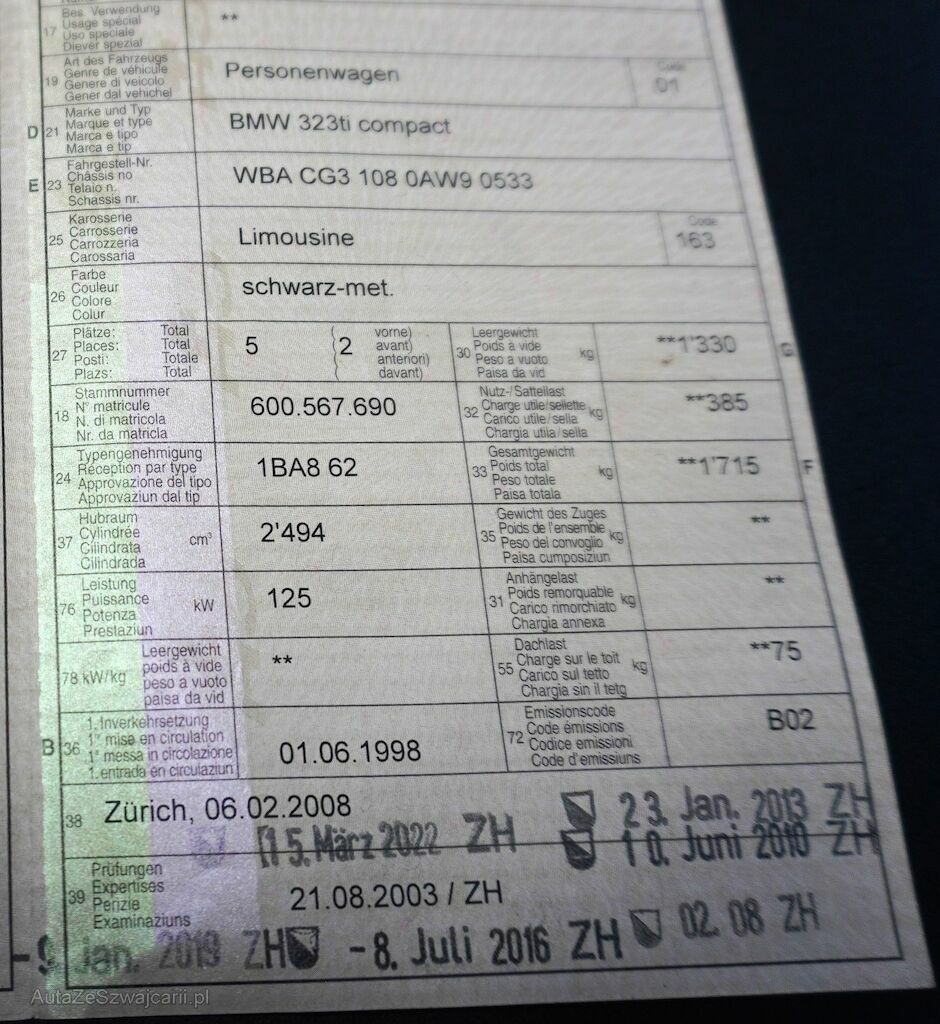 17 Bes. Verwendung
Usage spécial
Uso speciale
Diever spezial
**
19 Art des Fahrzeugs
Genre de véhicule
Genere di veicolo
Gener dal vehichel
Personenwagen
Code
01
D 21 Marke und Typ
Marque et type
Marca e tipo
Marca e tip
BMW 323ti compact
E 23 Fahrgestell-Nr.
Châssis no
Telaio n.
Schassis nr.
WBA CG3 108 0AW9 0533
25 Karosserie
Carrosserie
Carrozzeria
Carossaria
Limousine
Code
163
26 Farbe
Couleur
Colore
Colur
schwarz-met.
27 Plätze: Total
Places: Total
Posti: Totale
Plazs: Total
5 (2 vorne)
( avant)
( anteriori)
( davant)
30 Leergewicht
Poids à vide
Peso a vuoto
Paisa da vid
kg
**1'330
G
18 Stammnummer
N° matricule
N. di matricola
Nr. da matricla
600.567.690
32 Nutz-/Sattellast
Charge utile/sellette
Carico utile/sella
Chargia utila/sella
kg
**385
24 Typengenehmigung
Réception par type
Approvazione del tipo
Approvaziun dal tip
1BA8 62
33 Gesamtgewicht
Poids total
Peso totale
Paisa totala
kg
**1'715
F
37 Hubraum
Cylindrée
Cilindrata
Cilindrada
cm³
2'494
35 Gewicht des Zuges
Poids de l'ensemble
Peso del convoglio
Paisa cumposiziun
kg
**
76 Leistung
Puissance
Potenza
Prestaziun
kW
125
31 Anhängelast
Poids remorquable
Carico rimorchiato
Chargia annexa
kg
**
78 kW/kg
Leergewicht
poids à vide
peso a vuoto
paisa da vid
**
55 Dachlast
Charge sur le toit
Carico sul tetto
Chargia sin il tetg
kg
**75
B 36 1. Inverkehrsetzung
1re mise en circulation
1a messa in circolazione
1. entrada en circulaziun
01.06.1998
72 Emissionscode
Code émissions
Codice emissioni
Code d'emissiuns
B02
38 Zürich, 06.02.2008
23. Jan. 2013 ZH
15. März 2022 ZH
10. Juni 2010 ZH
39 Prüfungen
Expertises
Perizie
Examinaziuns
21.08.2003 / ZH
02. 08 ZH
-9. Jan. 2019 ZH
-8. Juli 2016 ZH
AutaZeSzwajcarii.pl